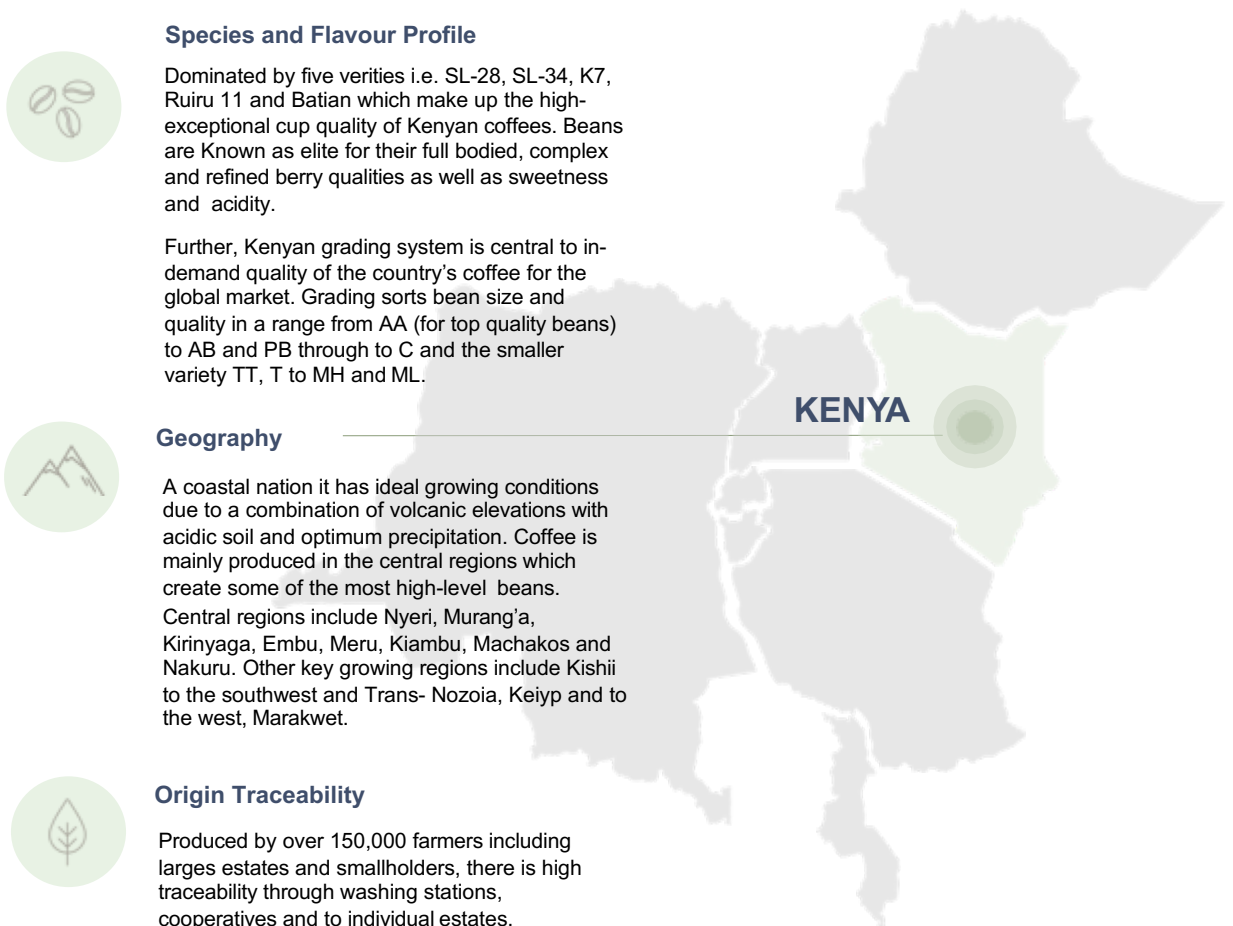 Species and Flavour Profile
Dominated by five verities i.e. SL-28, SL-34, K7,
Ruiru 11 and Batian which make up the high-
exceptional cup quality of Kenyan coffees. Beans
are Known as elite for their full bodied, complex
and refined berry qualities as well as sweetness
and acidity.
Further, Kenyan grading system is central to in-
demand quality of the country's coffee for the
global market. Grading sorts bean size and
quality in a range from AA (for top quality beans)
to AB and PB through to C and the smaller
variety TT, T to MH and ML.
KENYA
Geography
A coastal nation it has ideal growing conditions
due to a combination of volcanic elevations with
acidic soil and optimum precipitation. Coffee is
mainly produced in the central regions which
create some of the most high-level beans.
Central regions include Nyeri, Murang'a,
Kirinyaga, Embu, Meru, Kiambu, Machakos and
Nakuru. Other key growing regions include Kishii
to the southwest and Trans- Nozoia, Keiyp and to
the west, Marakwet.
Origin Traceability
Produced by over 150,000 farmers including
larges estates and smallholders, there is high
traceability through washing stations,
cooperatives and to individual estates.